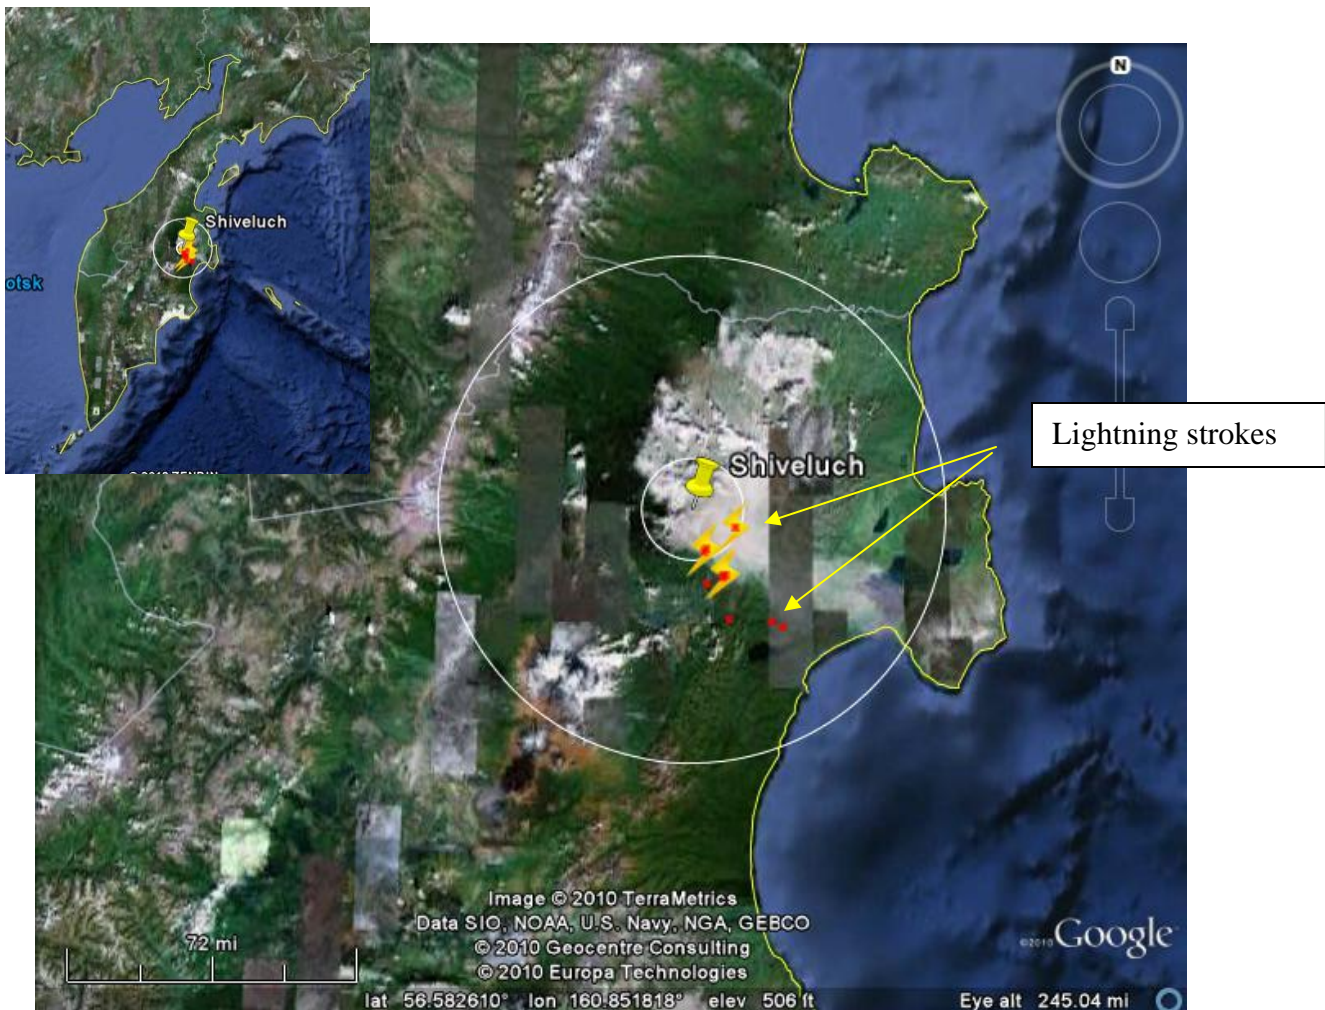 Shiveluch
otsk
N
Lightning strokes
Shiveluch
Image © 2010 TerraMetrics
Data SIO, NOAA, U.S. Navy, NGA, GEBCO
© 2010 Geocentre Consulting
© 2010 Europa Technologies
72 mi
©2010 Google
lat 56.582610° lon 160.851818° elev 506 ft
Eye alt 245.04 mi